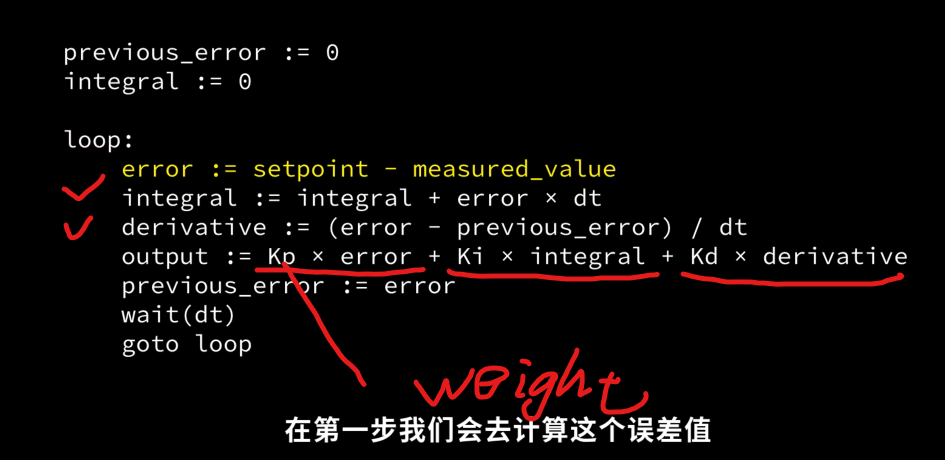 previous_error := 0
integral := 0
loop:
error := setpoint - measured_value
integral := integral + error × dt
derivative := (error - previous_error) / dt
output := Kp × error + Ki × integral + Kd × derivative
previous_error := error
wait(dt)
goto loop
weight
在第一步我们会去计算这个误差值